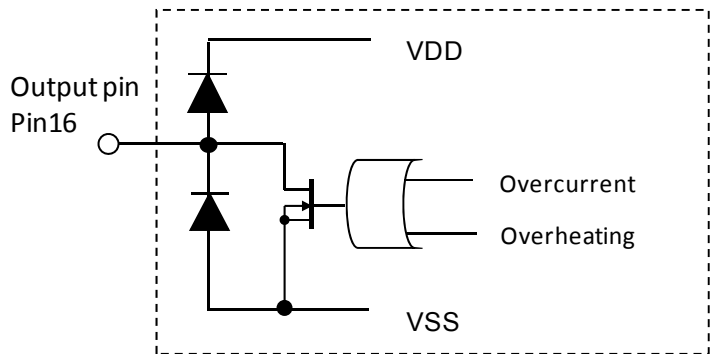 VDD
Output pin
Pin16
Overcurrent
Overheating
VSS